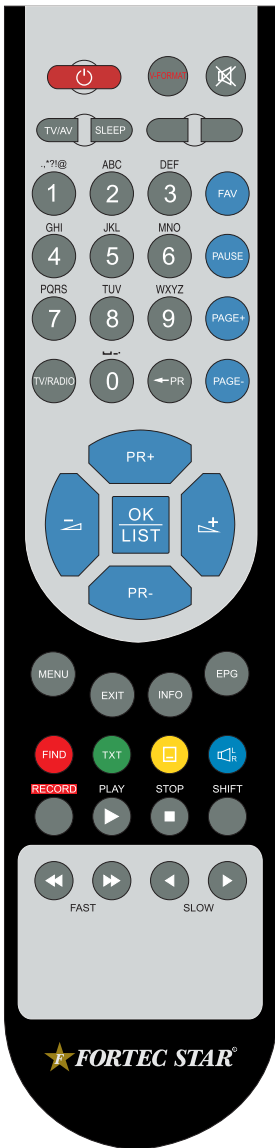 V-FORMAT
TV/AV SLEEP
.,*?!@ ABC DEF
1 2 3 FAV
GHI JKL MNO
4 5 6 PAUSE
PQRS TUV WXYZ
7 8 9 PAGE+
TV/RADIO 0 PR PAGE-
PR+
- OK +
LIST
PR-
MENU EPG
EXIT INFO
FIND TXT L
R
RECORD PLAY STOP SHIFT
FAST SLOW
F FORTEC STAR®